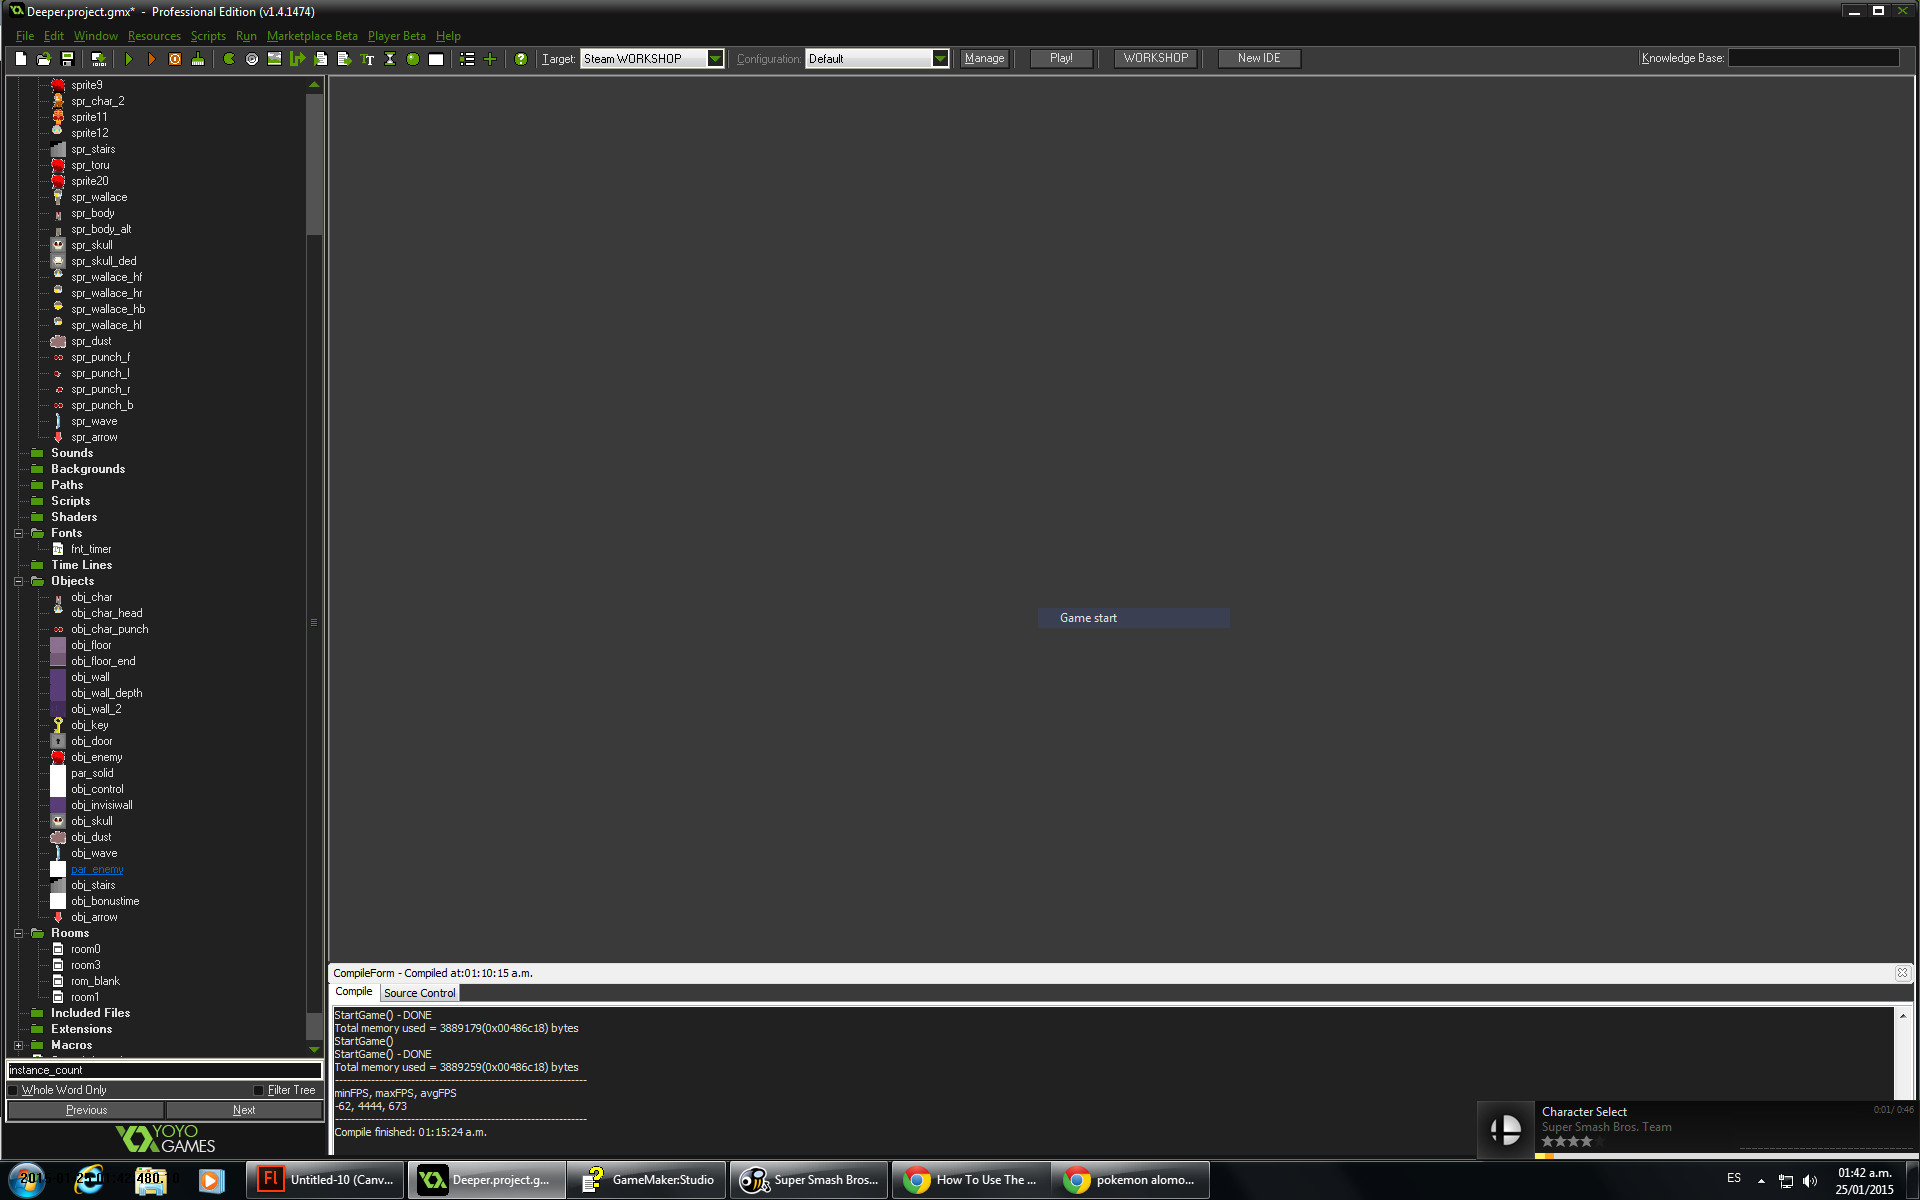 Deeper.project.gmx* - Professional Edition (v1.4.1474)
File Edit Window Resources Scripts Run Marketplace Beta Player Beta Help
Target: Steam WORKSHOP Configuration: Default Manage Play! WORKSHOP New IDE Knowledge Base:
sprite9
spr_char_2
sprite11
sprite12
spr_stairs
spr_toru
sprite20
spr_wallace
spr_body
spr_body_alt
spr_skull
spr_skull_ded
spr_wallace_hf
spr_wallace_hr
spr_wallace_hb
spr_wallace_hl
spr_dust
spr_punch_f
spr_punch_l
spr_punch_r
spr_punch_b
spr_wave
spr_arrow
Sounds
Backgrounds
Paths
Scripts
Shaders
Fonts
fnt_timer
Time Lines
Objects
obj_char
obj_char_head
obj_char_punch
obj_floor
obj_floor_end
obj_wall
obj_wall_depth
obj_wall_2
obj_key
obj_door
obj_enemy
par_solid
obj_control
obj_invisiwall
obj_skull
obj_dust
obj_wave
par_enemy
obj_stairs
obj_bonustime
obj_arrow
Rooms
room0
room3
rom_blank
room1
Included Files
Extensions
Macros
instance_count
Whole Word Only Filter Tree
Previous Next
YOYO
GAMES
Game start
CompileForm - Compiled at:01:10:15 a.m.
Compile Source Control
StartGame() - DONE
Total memory used = 3889179(0x00486c18) bytes
StartGame()
StartGame() - DONE
Total memory used = 3889259(0x00486c18) bytes
minFPS, maxFPS, avgFPS
-62, 4444, 673
Compile finished: 01:15:24 a.m.
Character Select 0:01/ 0:46
Super Smash Bros. Team
Untitled-10 (Canv... Deeper.project.g... GameMaker:Studio Super Smash Bros... How To Use The ... pokemon alomo... ES 01:42 a.m.
25/01/2015